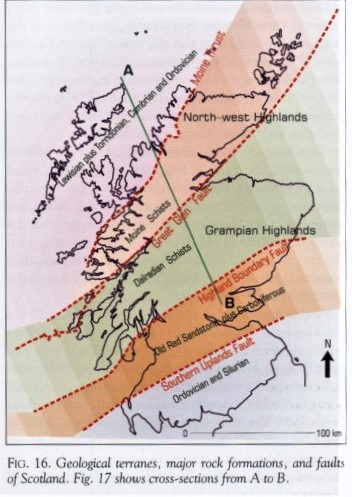 A
Lewisian plus Torridonian, Cambrian and Ordovician
Moine Thrust
North-west Highlands
Moine Schists
Great Glen Fault
Grampian Highlands
Dalradian Schists
Highland Boundary Fault
B
Old Red Sandstone plus Carboniferous
Southern Uplands Fault
Ordovician and Silurian
N
0 100 km
FIG. 16. Geological terranes, major rock formations, and faults
of Scotland. Fig. 17 shows cross-sections from A to B.